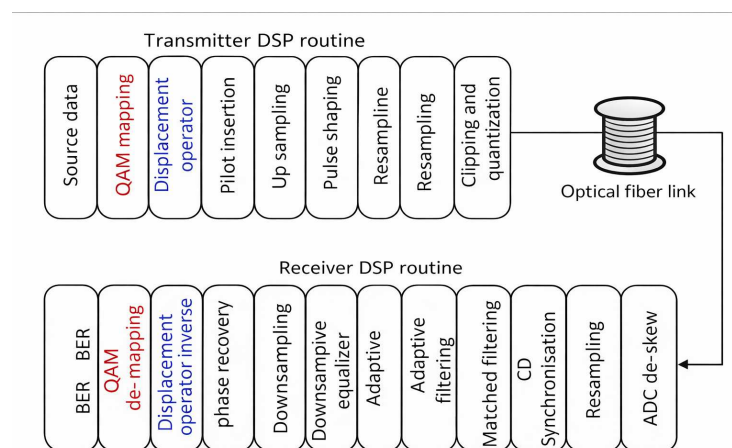 Transmitter DSP routine
Source data
QAM mapping
Displacement
operator
Pilot insertion
Up sampling
Pulse shaping
Resampline
Resampling
Clipping and
quantization
Optical fiber link
Receiver DSP routine
BER BER
QAM
de-mapping
Displacement
operator inverse
phase recovery
Downsampling
Downsampive
equalizer
Adaptive
Adaptive
filtering
Matched filtering
CD
Synchronisation
Resampling
ADC de-skew